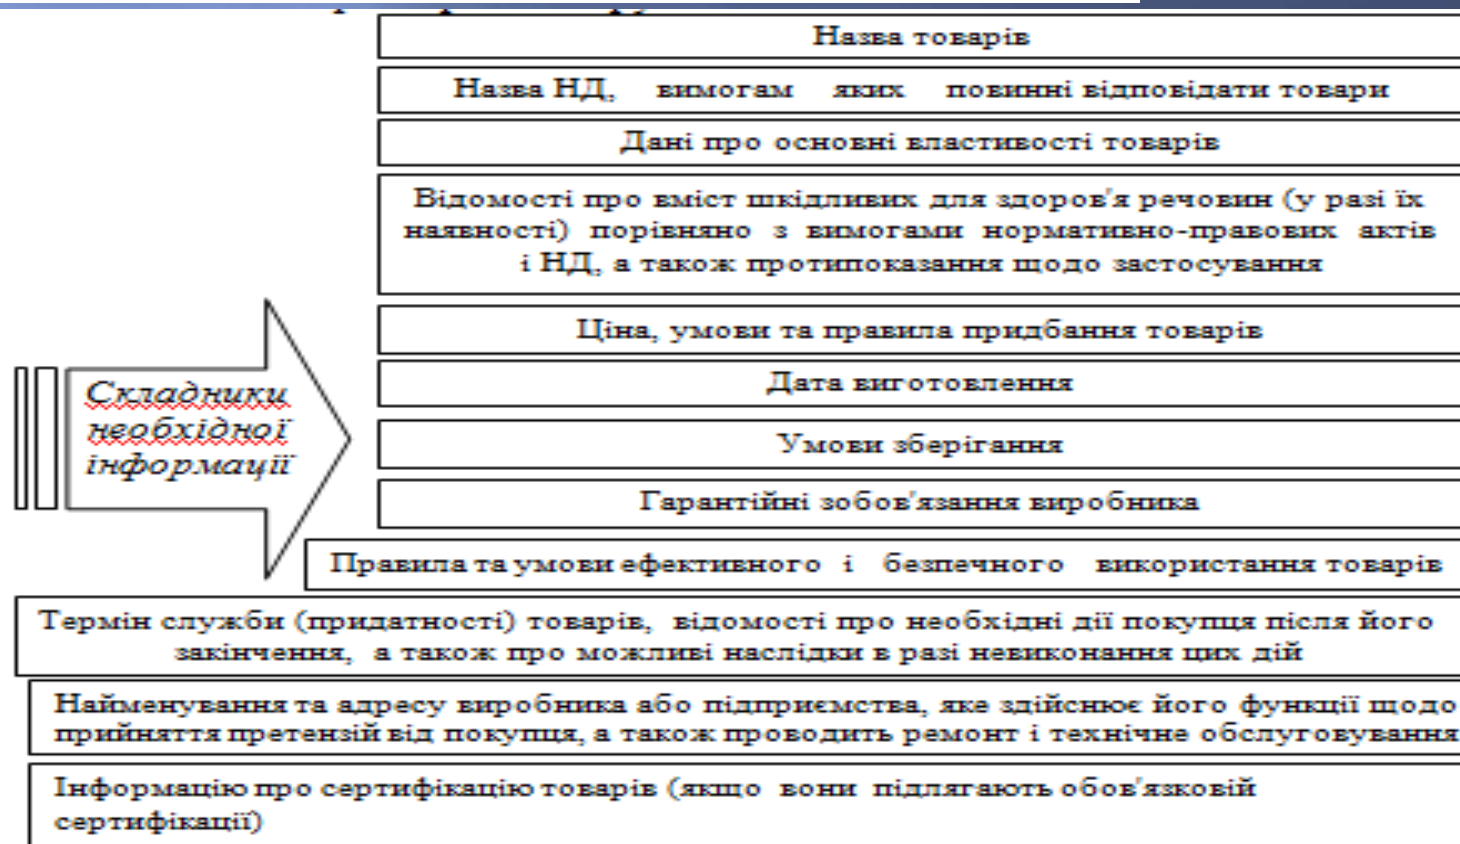 Назва товарів
Назва НД, вимогам яких повинні відповідати товари
Дані про основні властивості товарів
Відомості про вміст шкідливих для здоров'я речовин (у разі їх
наявності) порівняно з вимогами нормативно-правових актів
і НД, а також протипоказання щодо застосування
Ціна, умови та правила придбання товарів
Дата виготовлення
Складники
необхідної
інформації
Умови зберігання
Гарантійні зобов'язання виробника
Правила та умови ефективного і безпечного використання товарів
Термін служби (придатності) товарів, відомості про необхідні дії покупця після його
закінчення, а також про можливі наслідки в разі невиконання цих дій
Найменування та адресу виробника або підприємства, яке здійснює його функції щодо
прийняття претензій від покупця, а також проводить ремонт і технічне обслуговування
Інформацію про сертифікацію товарів (якщо вони підлягають обов'язковій
сертифікації)